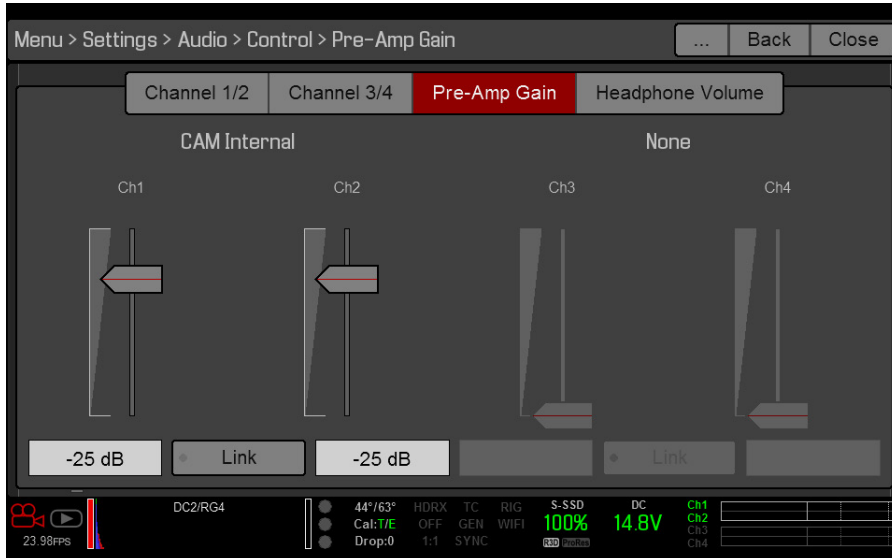 Menu > Settings > Audio > Control > Pre-Amp Gain ... Back Close
Channel 1/2 Channel 3/4 Pre-Amp Gain Headphone Volume
CAM Internal None
Ch1 Ch2 Ch3 Ch4
-25 dB Link -25 dB Link
DC2/RG4 44°/63° HDRX TC RIG S-SSD DC Ch1
Cal:T/E OFF GEN WIFI 100% 14.8V Ch2
Ch3
23.98FPS Drop:0 1:1 SYNC R3D ProRes Ch4